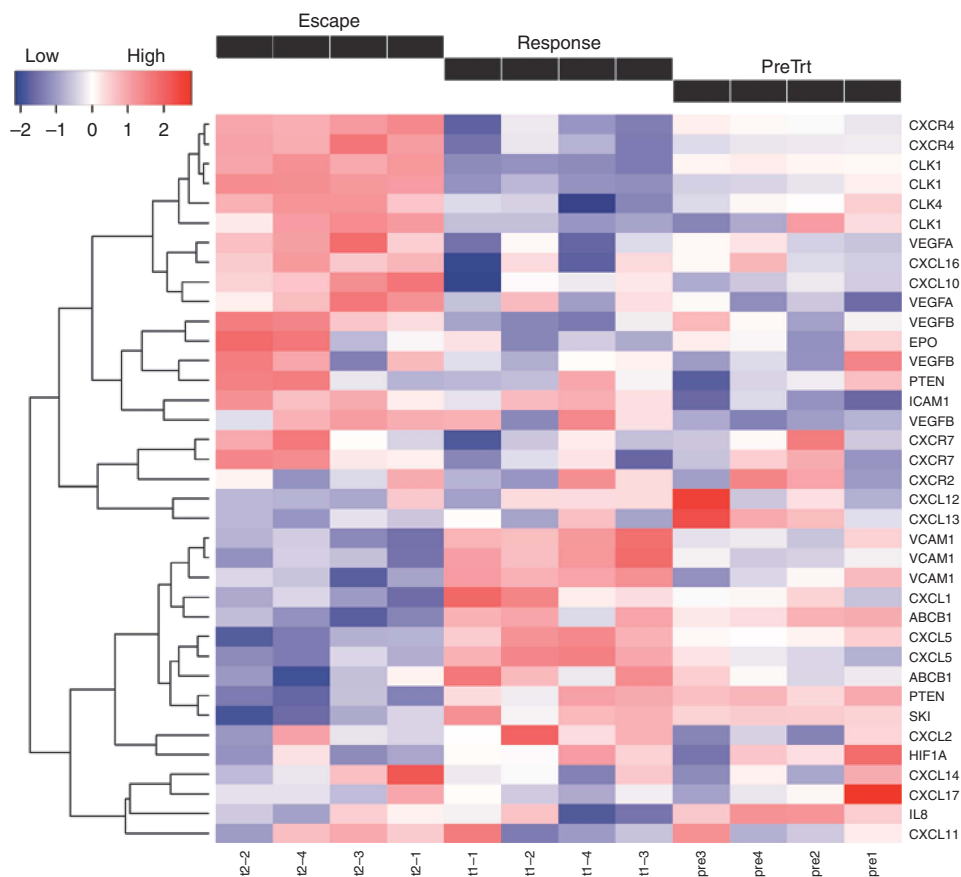 Escape
Response
PreTrt
Low High
−2 −1 0 1 2
CXCR4
CXCR4
CLK1
CLK1
CLK4
CLK1
VEGFA
CXCL16
CXCL10
VEGFA
VEGFB
EPO
VEGFB
PTEN
ICAM1
VEGFB
CXCR7
CXCR7
CXCR2
CXCL12
CXCL13
VCAM1
VCAM1
VCAM1
CXCL1
ABCB1
CXCL5
CXCL5
ABCB1
PTEN
SKI
CXCL2
HIF1A
CXCL14
CXCL17
IL8
CXCL11
t2−2 t2−4 t2−3 t2−1 t1−1 t1−2 t1−4 t1−3 pre3 pre4 pre2 pre1